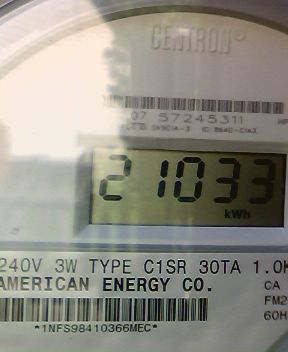 CENTRON®
07 57245311
21033
kWh
240V 3W TYPE C1SR 30TA 1.0K
AMERICAN ENERGY CO. CA
FM2
60H
*1NFS98410366MEC*